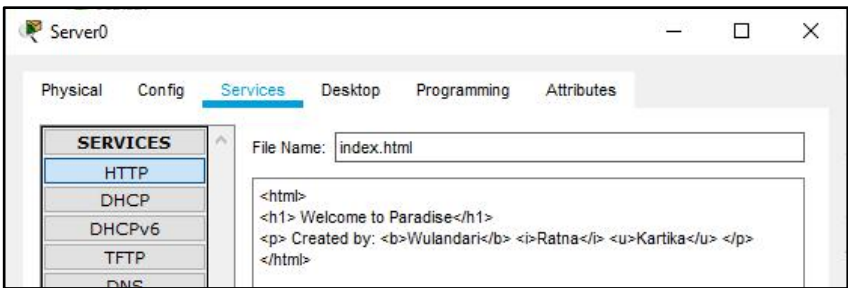 Server0
Physical Config Services Desktop Programming Attributes
SERVICES
HTTP
DHCP
DHCPv6
TFTP
DNS
File Name: index.html
<html>
<h1> Welcome to Paradise</h1>
<p> Created by: <b>Wulandari</b> <i>Ratna</i> <u>Kartika</u> </p>
</html>